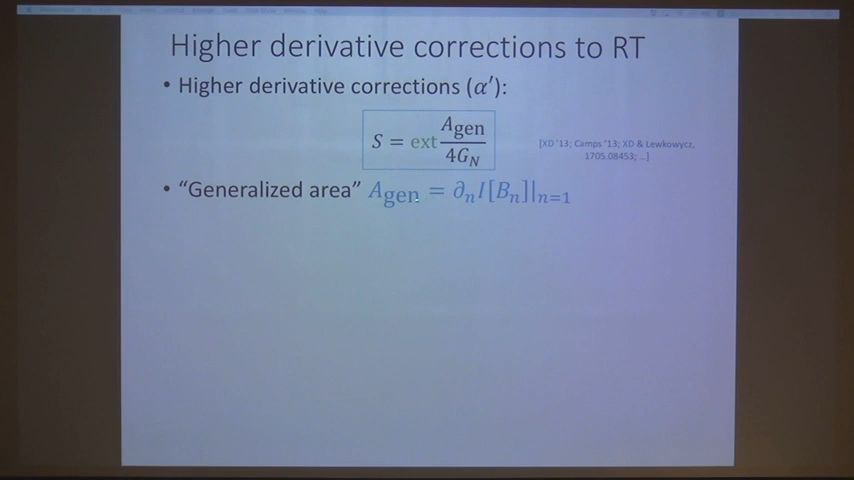 Higher derivative corrections to RT
• Higher derivative corrections (α′):
S = ext A_gen / 4G_N
[XD '13; Camps '13; XD & Lewkowycz,
1705.08453; ...]
• “Generalized area” A_gen = ∂_n I[B_n]|_{n=1}